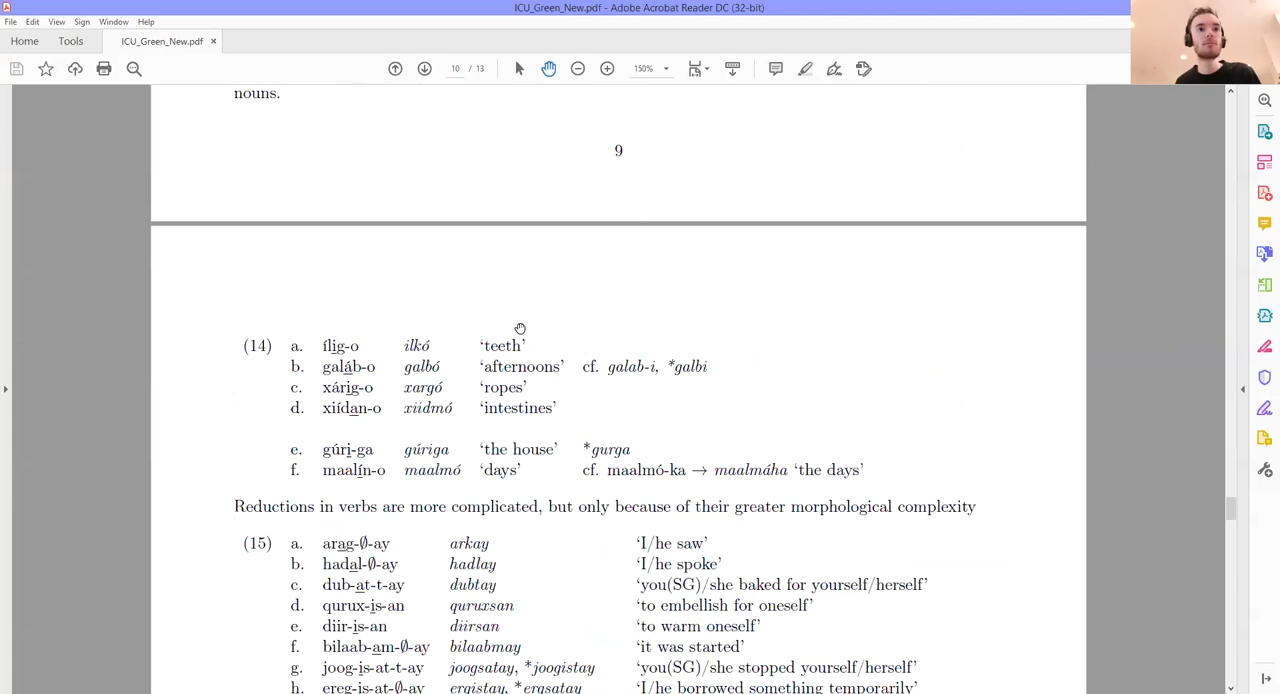 ICU_Green_New.pdf - Adobe Acrobat Reader DC (32-bit)
File Edit View Sign Window Help
Home Tools ICU_Green_New.pdf ×
10 / 13 150%
nouns.
9
(14) a. ílig-o ilkó ‘teeth’
b. galáb-o galbó ‘afternoons’ cf. galab-i, *galbi
c. xárig-o xargó ‘ropes’
d. xiídan-o xiidmó ‘intestines’
e. gúri-ga gúriga ‘the house’ *gurga
f. maalín-o maalmó ‘days’ cf. maalmó-ka → maalmáha ‘the days’
Reductions in verbs are more complicated, but only because of their greater morphological complexity
(15) a. arag-∅-ay arkay ‘I/he saw’
b. hadal-∅-ay hadlay ‘I/he spoke’
c. dub-at-t-ay dubtay ‘you(SG)/she baked for yourself/herself’
d. qurux-is-an quruxsan ‘to embellish for oneself’
e. diir-is-an diirsan ‘to warm oneself’
f. bilaab-am-∅-ay bilaabmay ‘it was started’
g. joog-is-at-t-ay joogsatay, *joogistay ‘you(SG)/she stopped yourself/herself’
h. ereg-is-at-∅-ay ergistay, *ergsatay ‘I/he borrowed something temporarily’